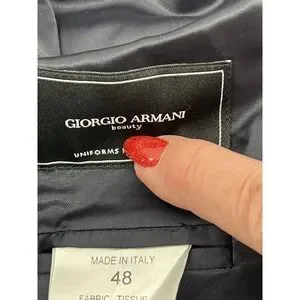 GIORGIO ARMANI
beauty
UNIFORMS
MADE IN ITALY
48
FABRIC TISSUE